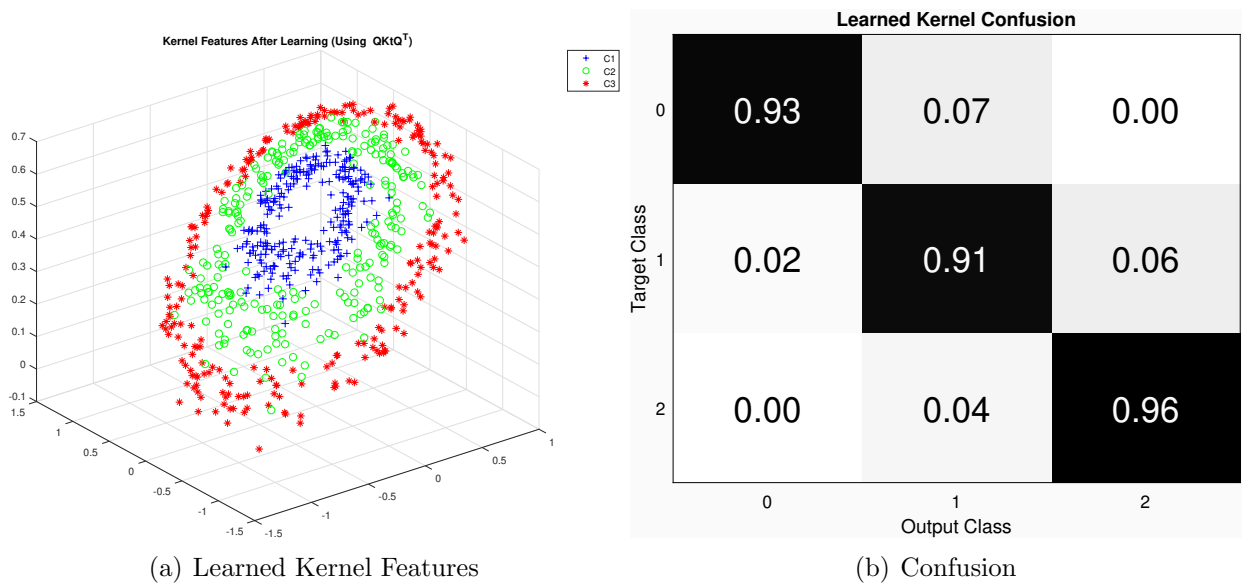 Kernel Features After Learning (Using QKtQ^T)
C1
C2
C3
0.7
0.6
0.5
0.4
0.3
0.2
0.1
0
-0.1
1.5
1
0.5
0
-0.5
-1
-1.5
-1.5
-1
-0.5
0
0.5
1
(a) Learned Kernel Features
Learned Kernel Confusion
Target Class
0
0.93 0.07 0.00
1
0.02 0.91 0.06
2
0.00 0.04 0.96
0 1 2
Output Class
(b) Confusion